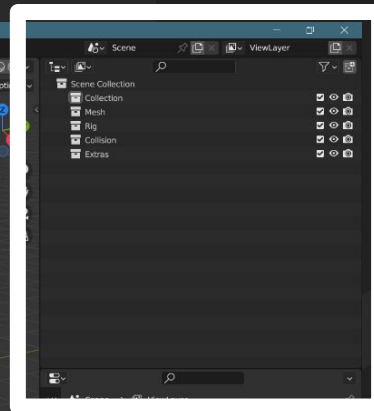 Scene
ViewLayer
Scene Collection
Collection
Mesh
Rig
Collision
Extras
Z